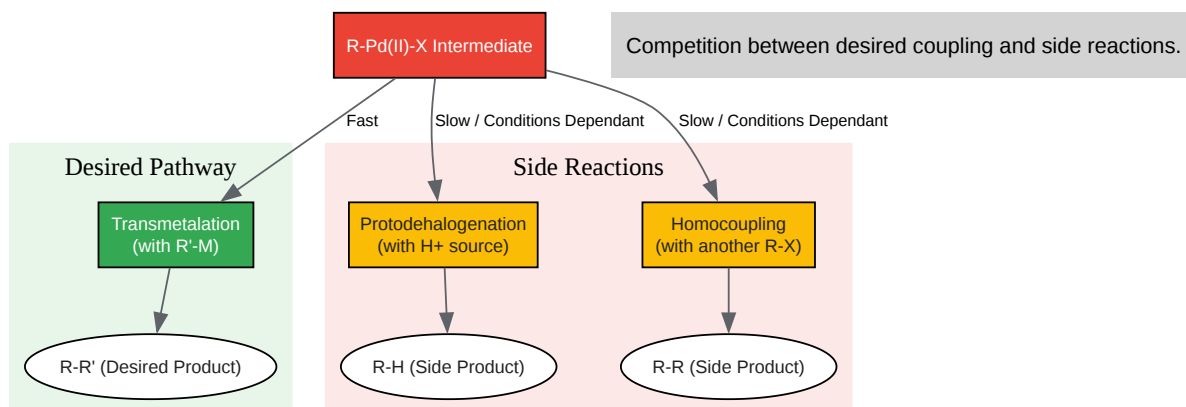 R-Pd(II)-X Intermediate
Competition between desired coupling and side reactions.
Fast
Slow / Conditions Dependant
Slow / Conditions Dependant
Desired Pathway
Side Reactions
Transmetalation
(with R'-M)
Protodehalogenation
(with H+ source)
Homocoupling
(with another R-X)
R-R' (Desired Product)
R-H (Side Product)
R-R (Side Product)